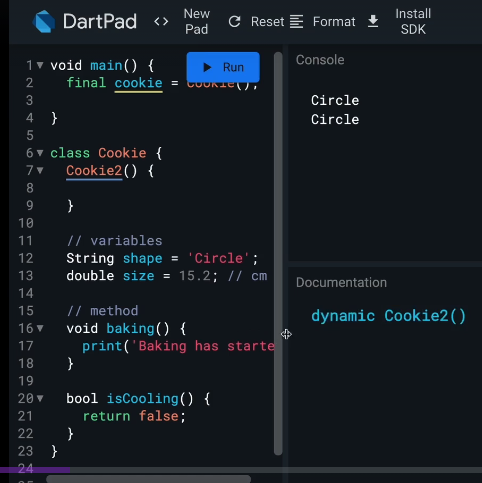 DartPad
<> New Pad
Reset
Format
Install SDK
Run
1 void main() {
2 final cookie = Cookie();
3
4 }
5
6 class Cookie {
7 Cookie2() {
8
9 }
10
11 // variables
12 String shape = 'Circle';
13 double size = 15.2; // cm
14
15 // method
16 void baking() {
17 print('Baking has starte
18 }
19
20 bool isCooling() {
21 return false;
22 }
23 }
24
Console
Circle
Circle
Documentation
dynamic Cookie2()